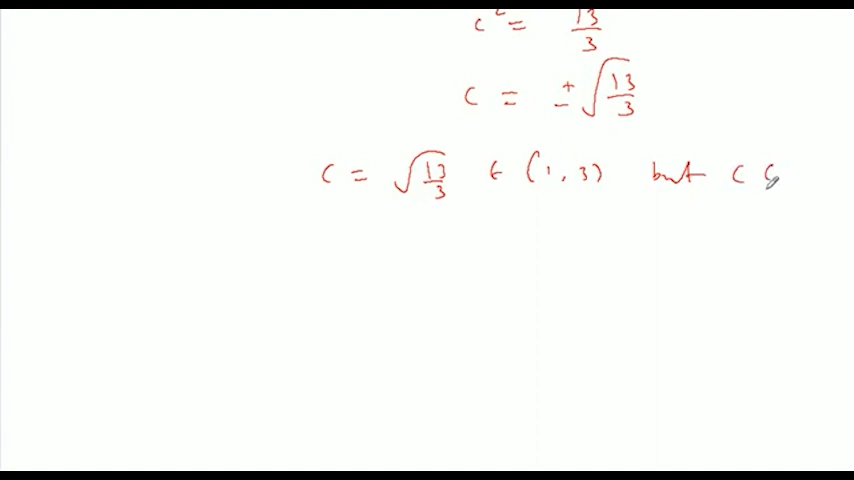 c² = 13/3
c = ± √13/3
c = √13/3 ∈ (1, 3) but c